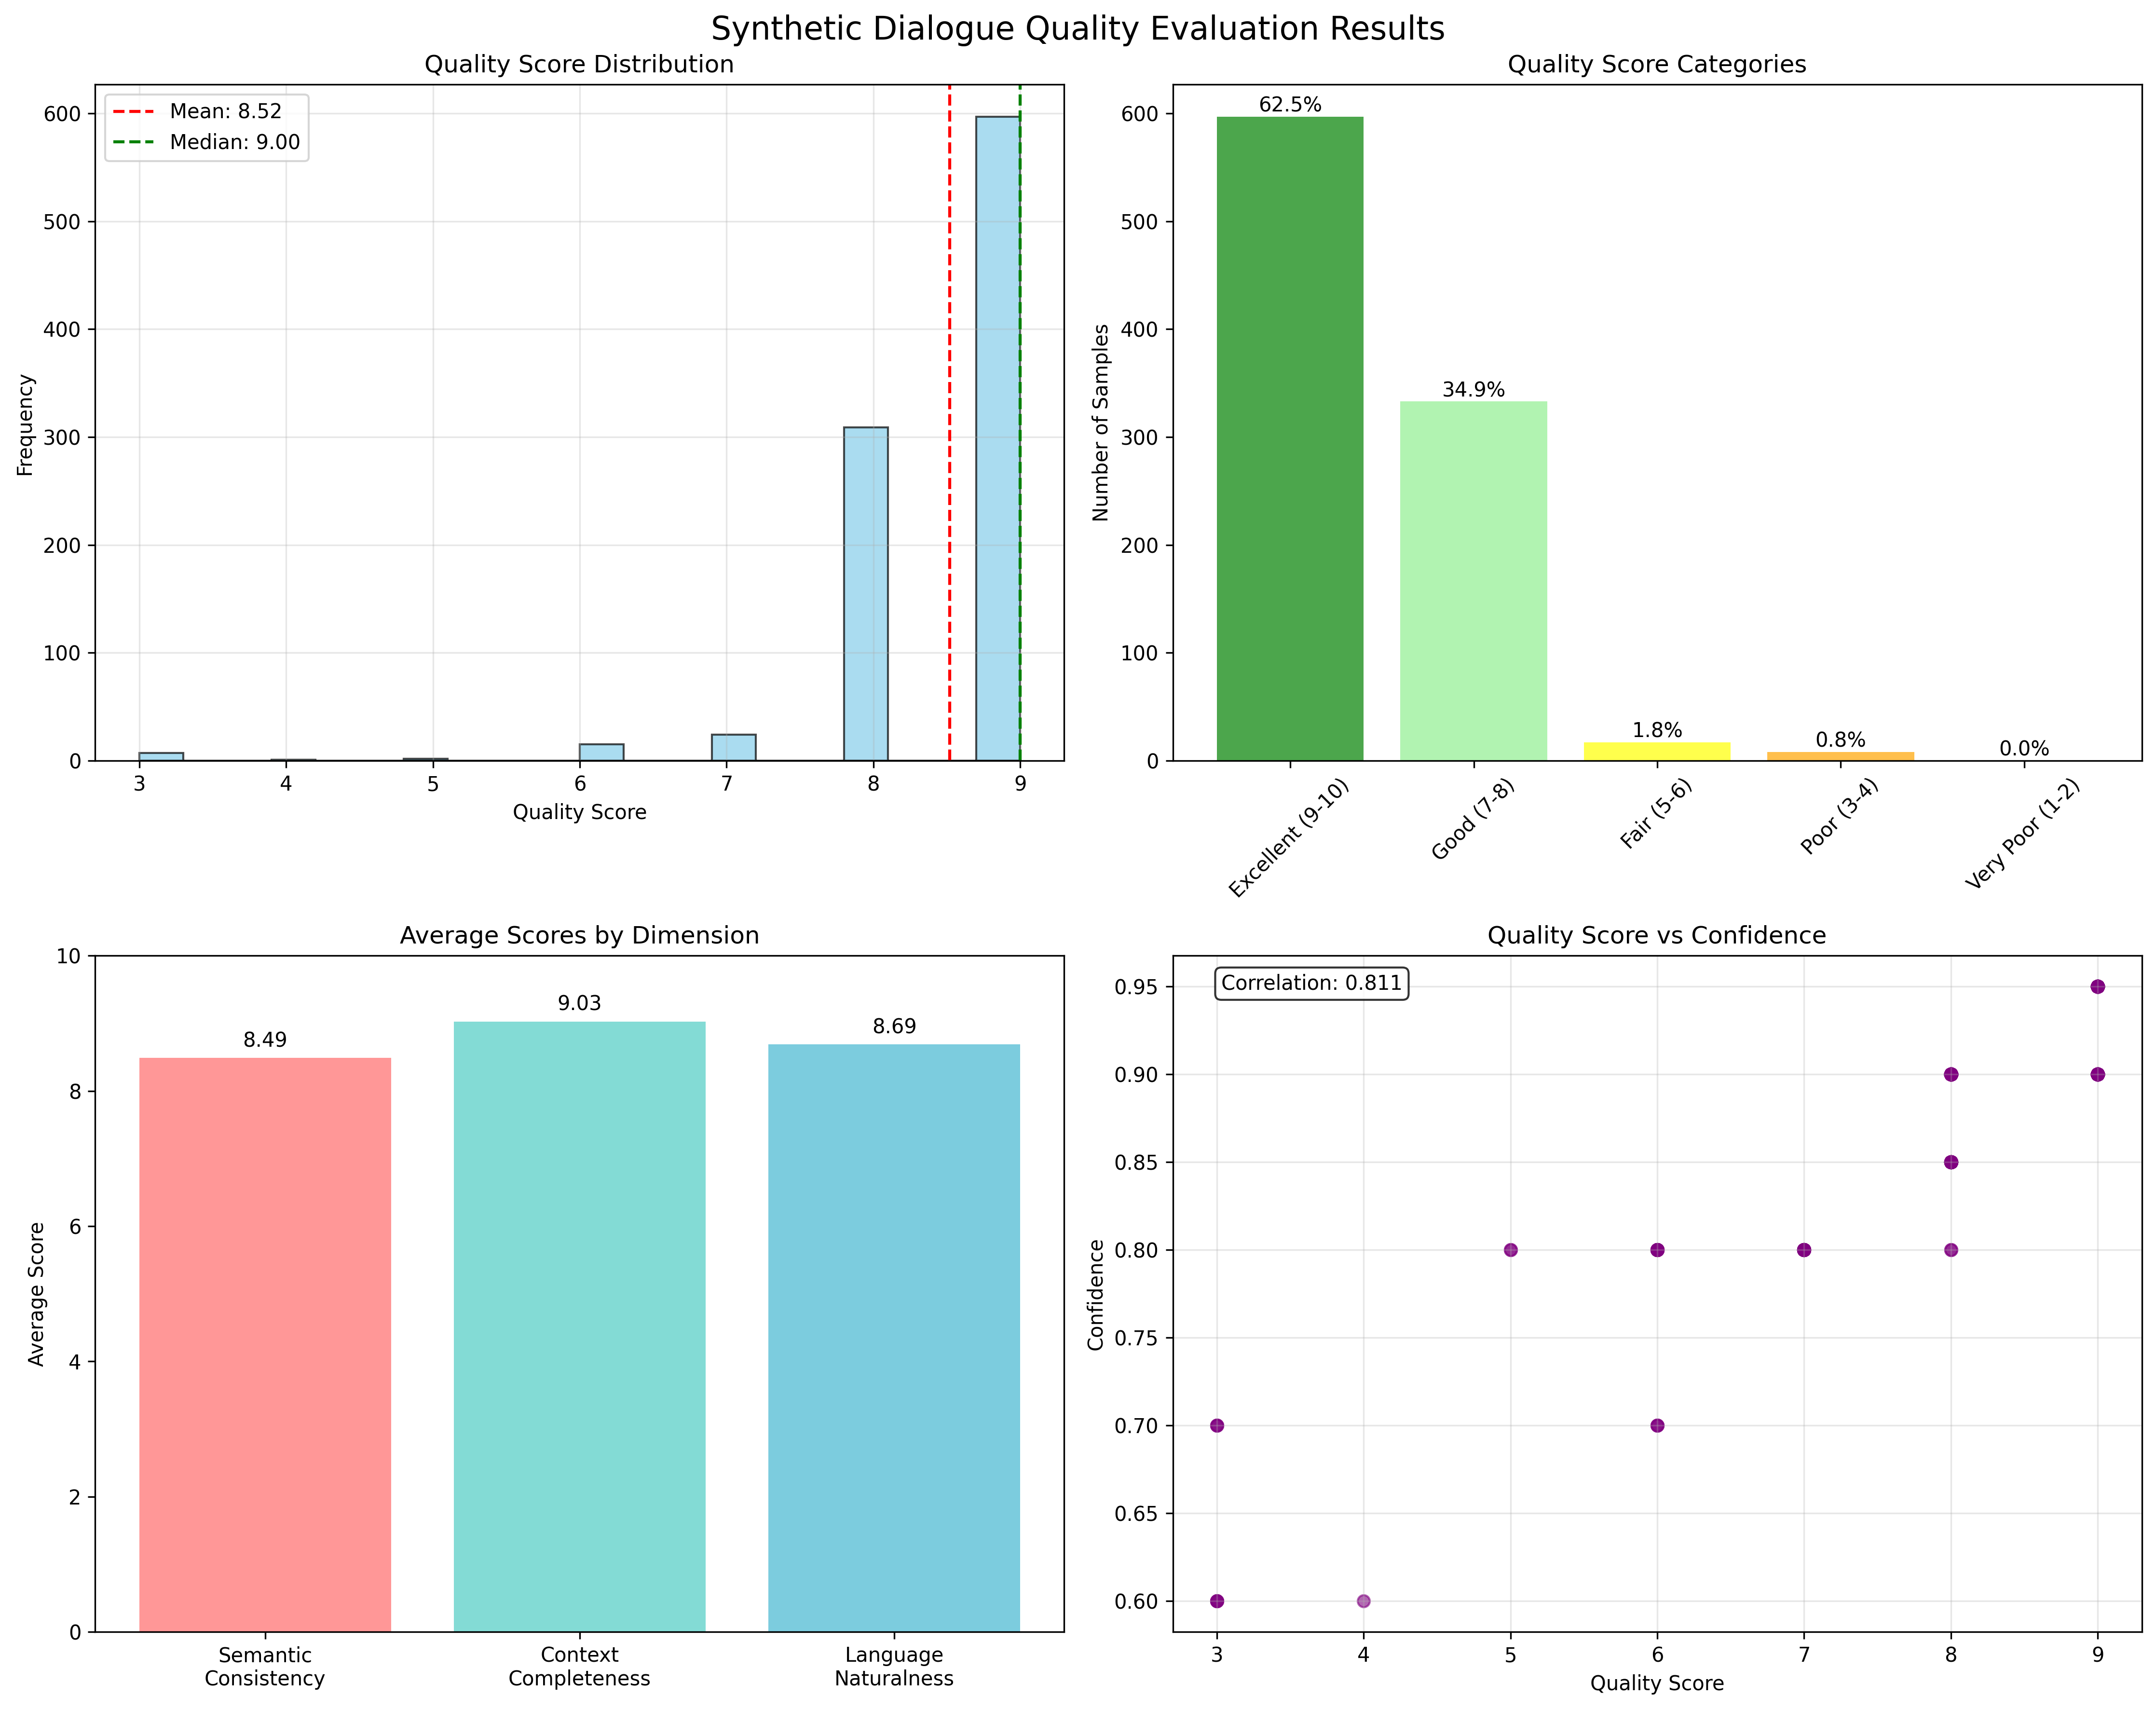 Synthetic Dialogue Quality Evaluation Results
Quality Score Distribution
Mean: 8.52
Median: 9.00
Frequency
600
500
400
300
200
100
0
3 4 5 6 7 8 9
Quality Score
Quality Score Categories
Number of Samples
600
500
400
300
200
100
0
62.5%
34.9%
1.8%
0.8%
0.0%
Excellent (9-10)
Good (7-8)
Fair (5-6)
Poor (3-4)
Very Poor (1-2)
Average Scores by Dimension
Average Score
10
8
6
4
2
0
8.49
9.03
8.69
Semantic
Consistency
Context
Completeness
Language
Naturalness
Quality Score vs Confidence
Correlation: 0.811
Confidence
0.95
0.90
0.85
0.80
0.75
0.70
0.65
0.60
3 4 5 6 7 8 9
Quality Score